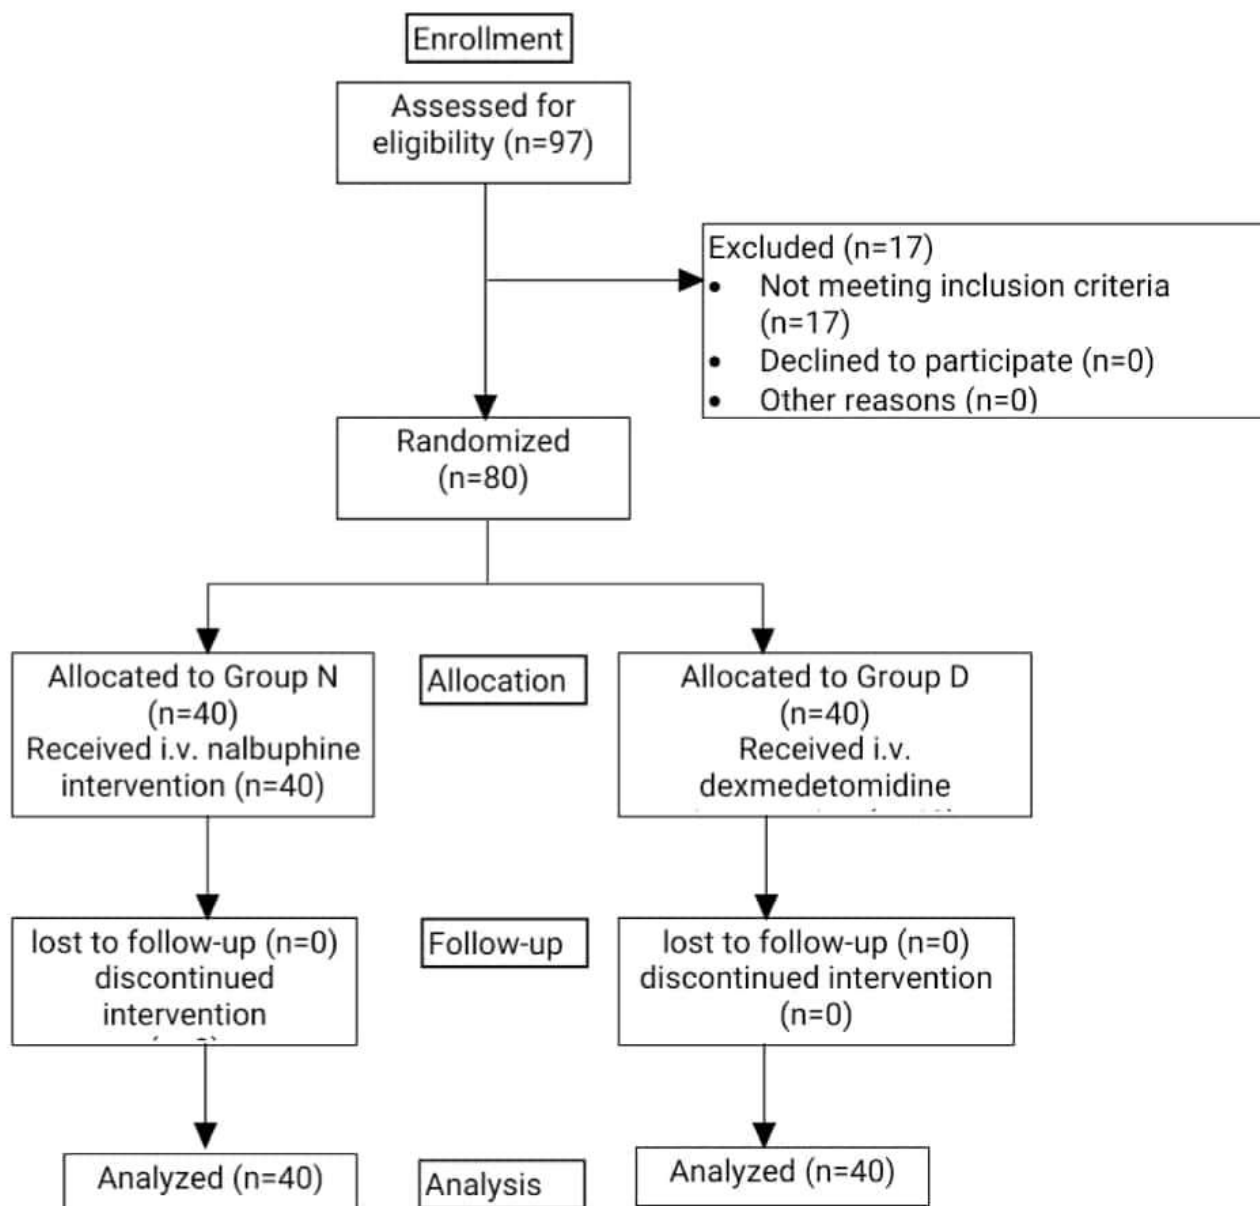 Enrollment
Assessed for
eligibility (n=97)
Excluded (n=17)
• Not meeting inclusion criteria
(n=17)
• Declined to participate (n=0)
• Other reasons (n=0)
Randomized
(n=80)
Allocated to Group N
(n=40)
Received i.v. nalbuphine
intervention (n=40)
Allocation
Allocated to Group D
(n=40)
Received i.v.
dexmedetomidine
lost to follow-up (n=0)
discontinued
intervention
Follow-up
lost to follow-up (n=0)
discontinued intervention
(n=0)
Analyzed (n=40)
Analysis
Analyzed (n=40)